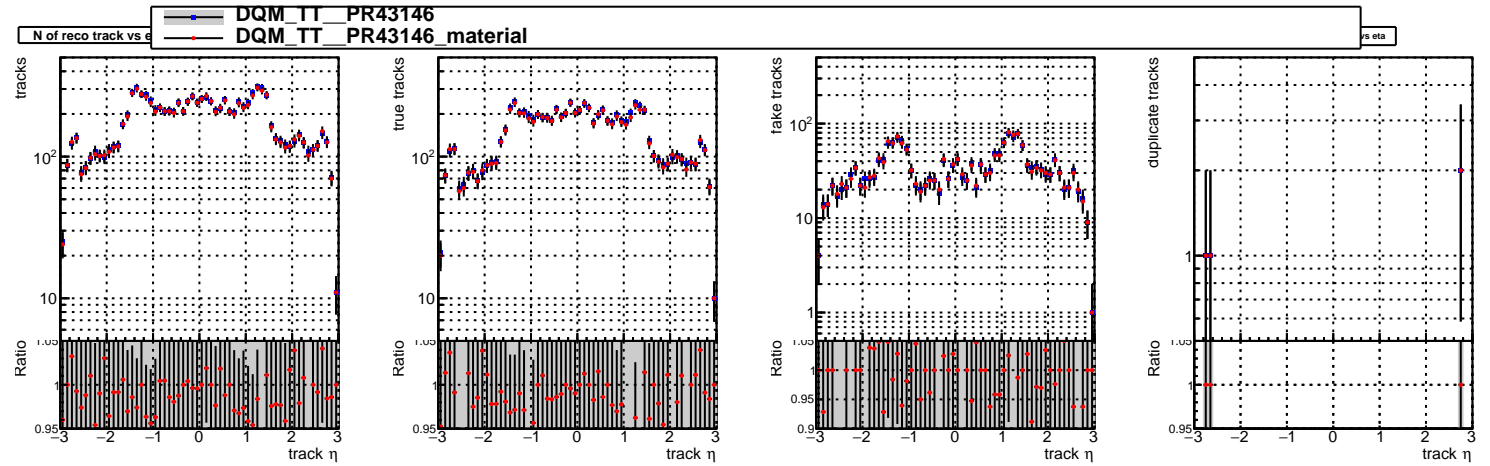 DQM_TT__PR43146
DQM_TT__PR43146_material
N of reco track vs e
vs eta
tracks
true tracks
fake tracks
duplicate tracks
10²
10
10²
10
10²
10
1
1
Ratio
1.05
1
0.95
Ratio
1.05
1
0.95
Ratio
1.05
1
0.9
Ratio
1.05
1
0.95
−3 −2 −1 0 1 2 3
−3 −2 −1 0 1 2 3
−3 −2 −1 0 1 2 3
−3 −2 −1 0 1 2 3
track η
track η
track η
track η